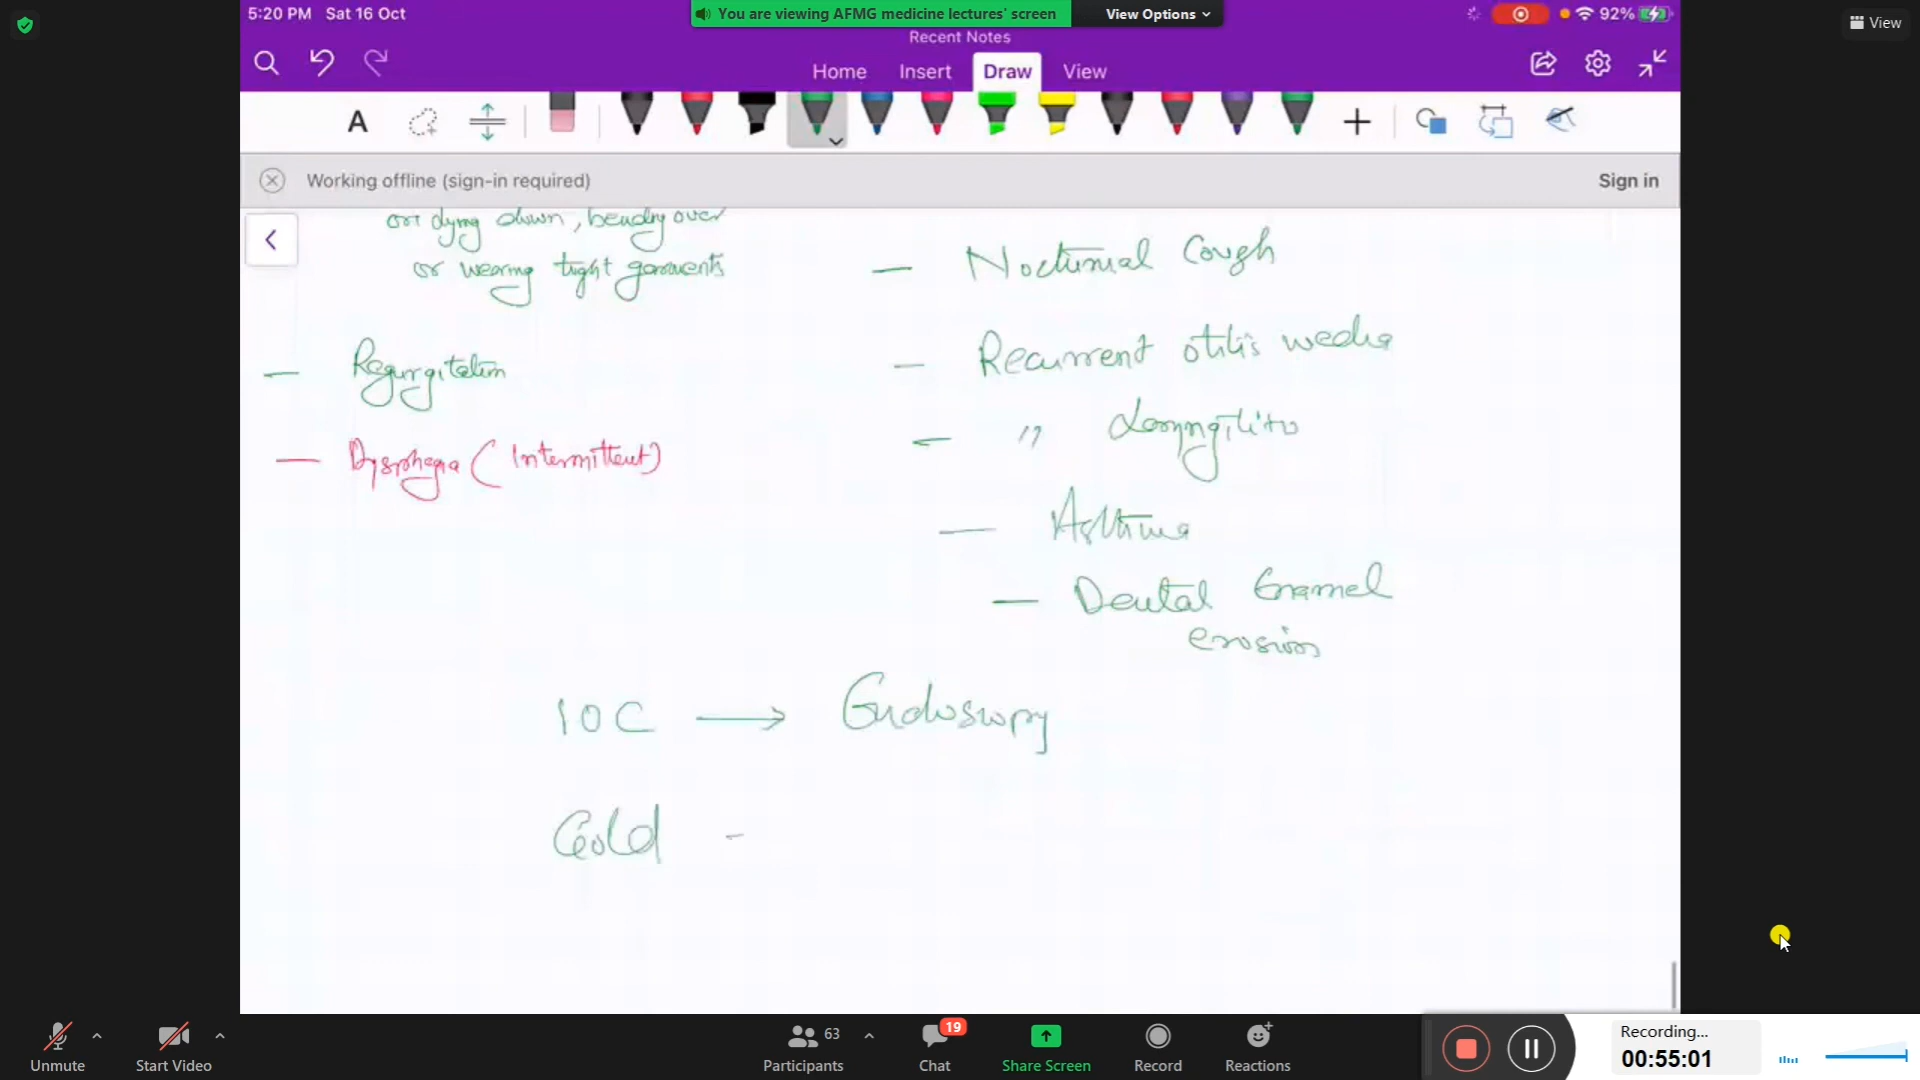 5:20 PM Sat 16 Oct
You are viewing AFMG medicine lectures' screen
View Options
92%
View
Recent Notes
Home Insert Draw View
A
Working offline (sign-in required)
Sign in
or lying down, bending over
or wearing tight garments
— Regurgitation
— Dysphagia (Intermittent)
— Nocturnal Cough
— Recurrent otitis media
— " Laryngitis
— Asthma
— Dental Enamel
erosion
IOC → Endoscopy
Gold -
Unmute
Start Video
63
Participants
19
Chat
Share Screen
Record
Reactions
Recording...
00:55:01